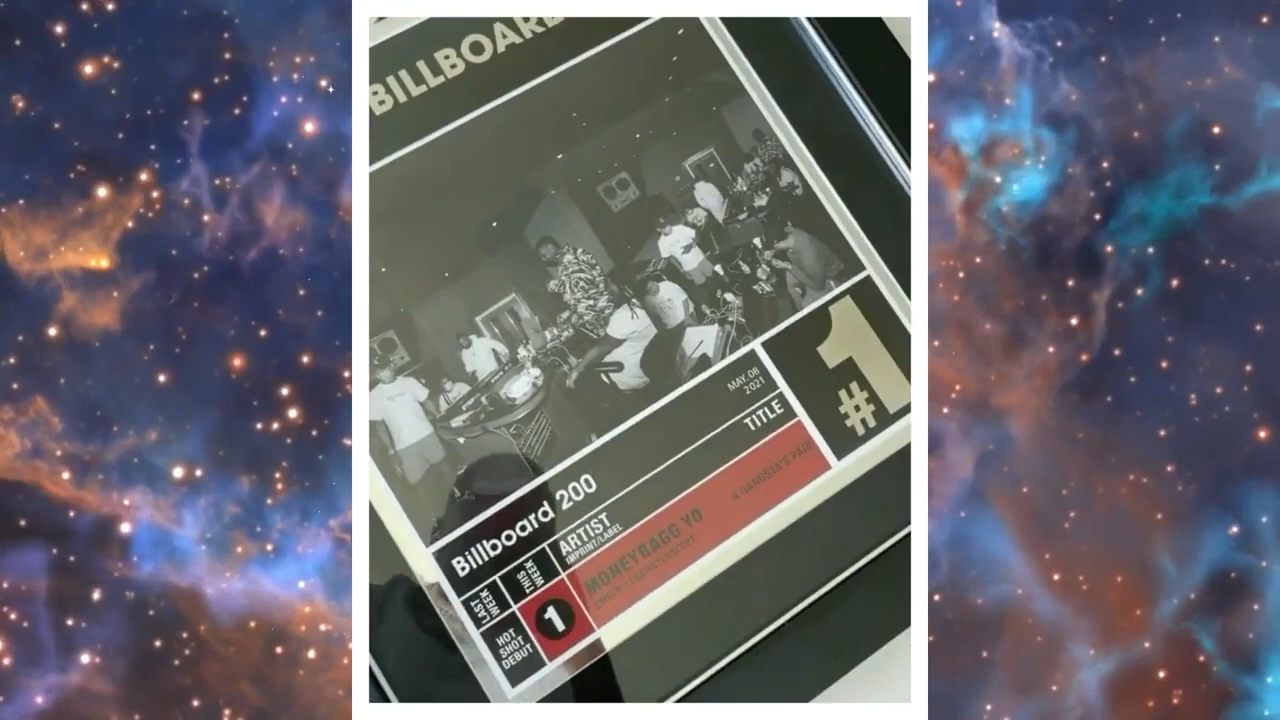 BILLBOARD
#1
MAY.08
2021
Billboard 200
TITLE
LAST WEEK
THIS WEEK
ARTIST
IMPRINT/LABEL
HOT
SHOT
DEBUT
1
MONEYBAGG YO
A GANGSTA'S PAIN